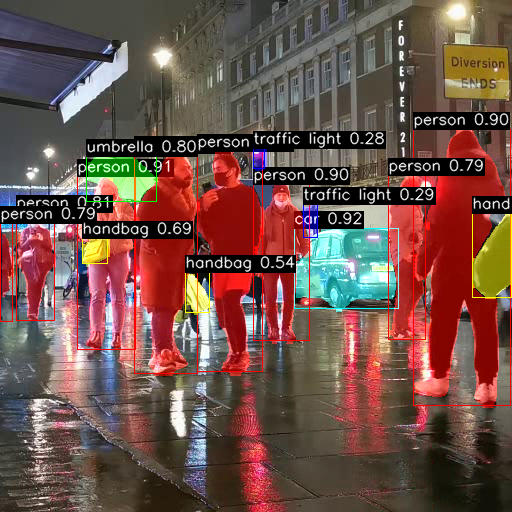 FOREVER 21
Diversion
ENDS
umbrella 0.80
person
traffic light 0.28
person 0.90
person 0.91
person 0.90
person 0.79
person 0.81
traffic light 0.29
person 0.79
car 0.92
hand
handbag 0.69
handbag 0.54